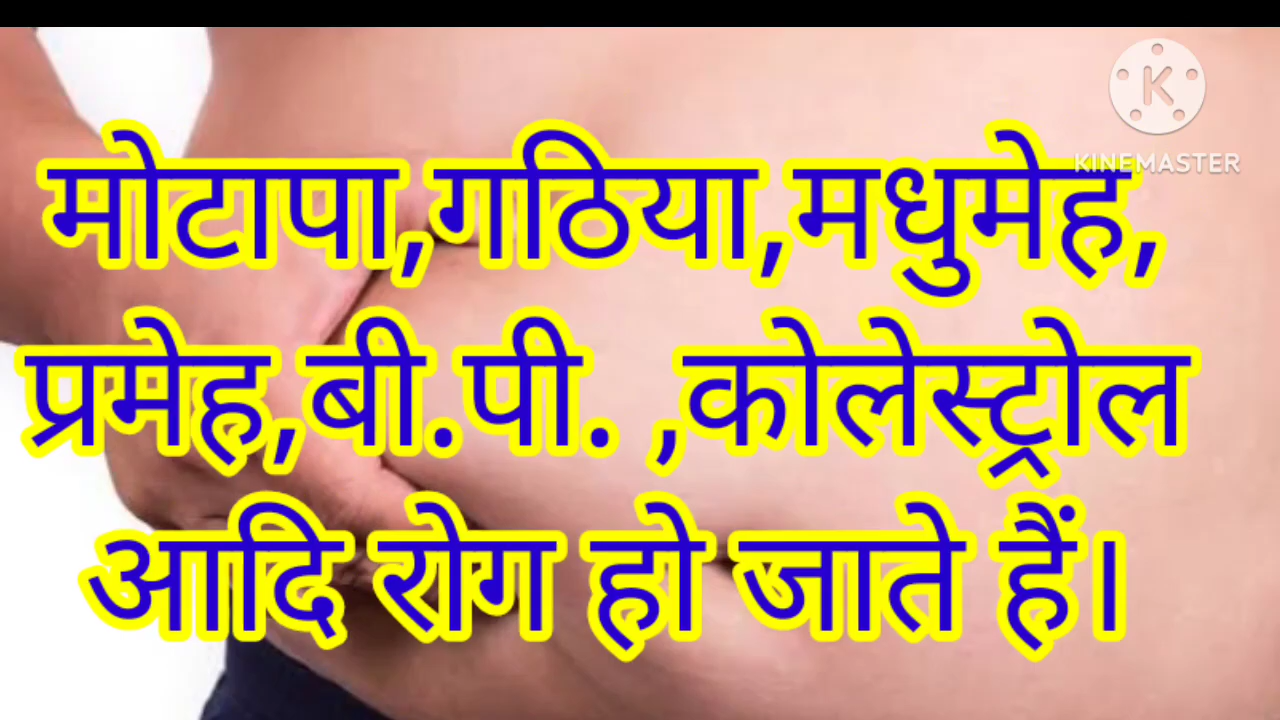 KINEMASTER
मोटापा,गठिया,मधुमेह,
प्रमेह,बी.पी. ,कोलेस्ट्रोल
आदि रोग हो जाते हैं।